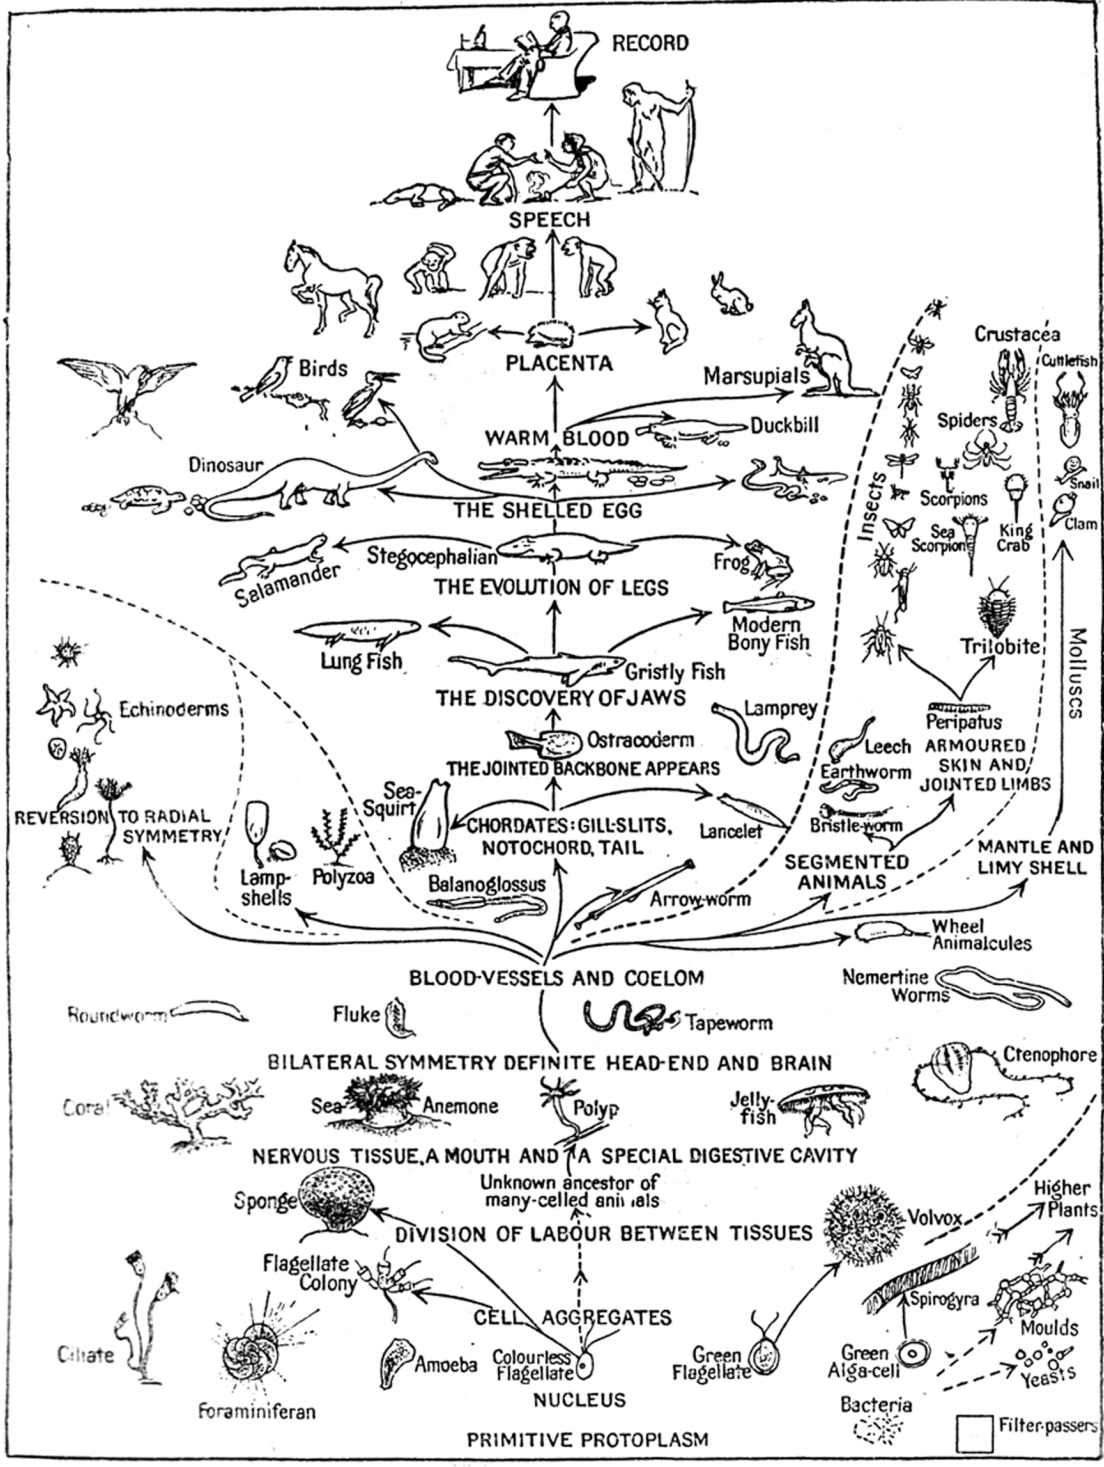 RECORD
SPEECH
PLACENTA
Birds
Marsupials
Crustacea
Cuttlefish
WARM BLOOD
Duckbill
Spiders
Dinosaur
Insects
Scorpions
Snail
THE SHELLED EGG
Sea
Scorpion
King
Crab
Clam
Salamander
Stegocephalian
Frog
THE EVOLUTION OF LEGS
Lung Fish
Modern
Bony Fish
Trilobite
Gristly Fish
Molluscs
THE DISCOVERY OF JAWS
Echinoderms
Lamprey
Peripatus
Ostracoderm
Leech
ARMOURED
SKIN AND
JOINTED LIMBS
THE JOINTED BACKBONE APPEARS
Earthworm
Sea-
Squirt
REVERSION TO RADIAL
SYMMETRY
CHORDATES: GILL-SLITS,
NOTOCHORD, TAIL
Lancelet
Bristle-worm
Lamp-
shells
Polyzoa
SEGMENTED
ANIMALS
MANTLE AND
LIMY SHELL
Balanoglossus
Arrow-worm
Wheel
Animalcules
BLOOD-VESSELS AND COELOM
Nemertine
Worms
Roundworm
Fluke
Tapeworm
BILATERAL SYMMETRY DEFINITE HEAD-END AND BRAIN
Ctenophore
Coral
Sea Anemone
Polyp
Jelly-
fish
NERVOUS TISSUE, A MOUTH AND A SPECIAL DIGESTIVE CAVITY
Unknown ancestor of
many-celled animals
Sponge
Higher
Plants
Volvox
DIVISION OF LABOUR BETWEEN TISSUES
Flagellate
Colony
Spirogyra
CELL AGGREGATES
Moulds
Ciliate
Amoeba
Colourless
Flagellate
Green
Flagellate
Green
Alga-cell
Yeasts
NUCLEUS
Foraminiferan
Bacteria
Filter-passers
PRIMITIVE PROTOPLASM